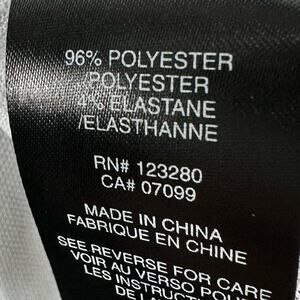 96% POLYESTER
POLYESTER
4% ELASTANE
/ELASTHANNE
RN# 123280
CA# 07099
MADE IN CHINA
FABRIQUE EN CHINE
SEE REVERSE FOR CARE
VOIR AU VERSO POUR
LES INSTRUCTIONS